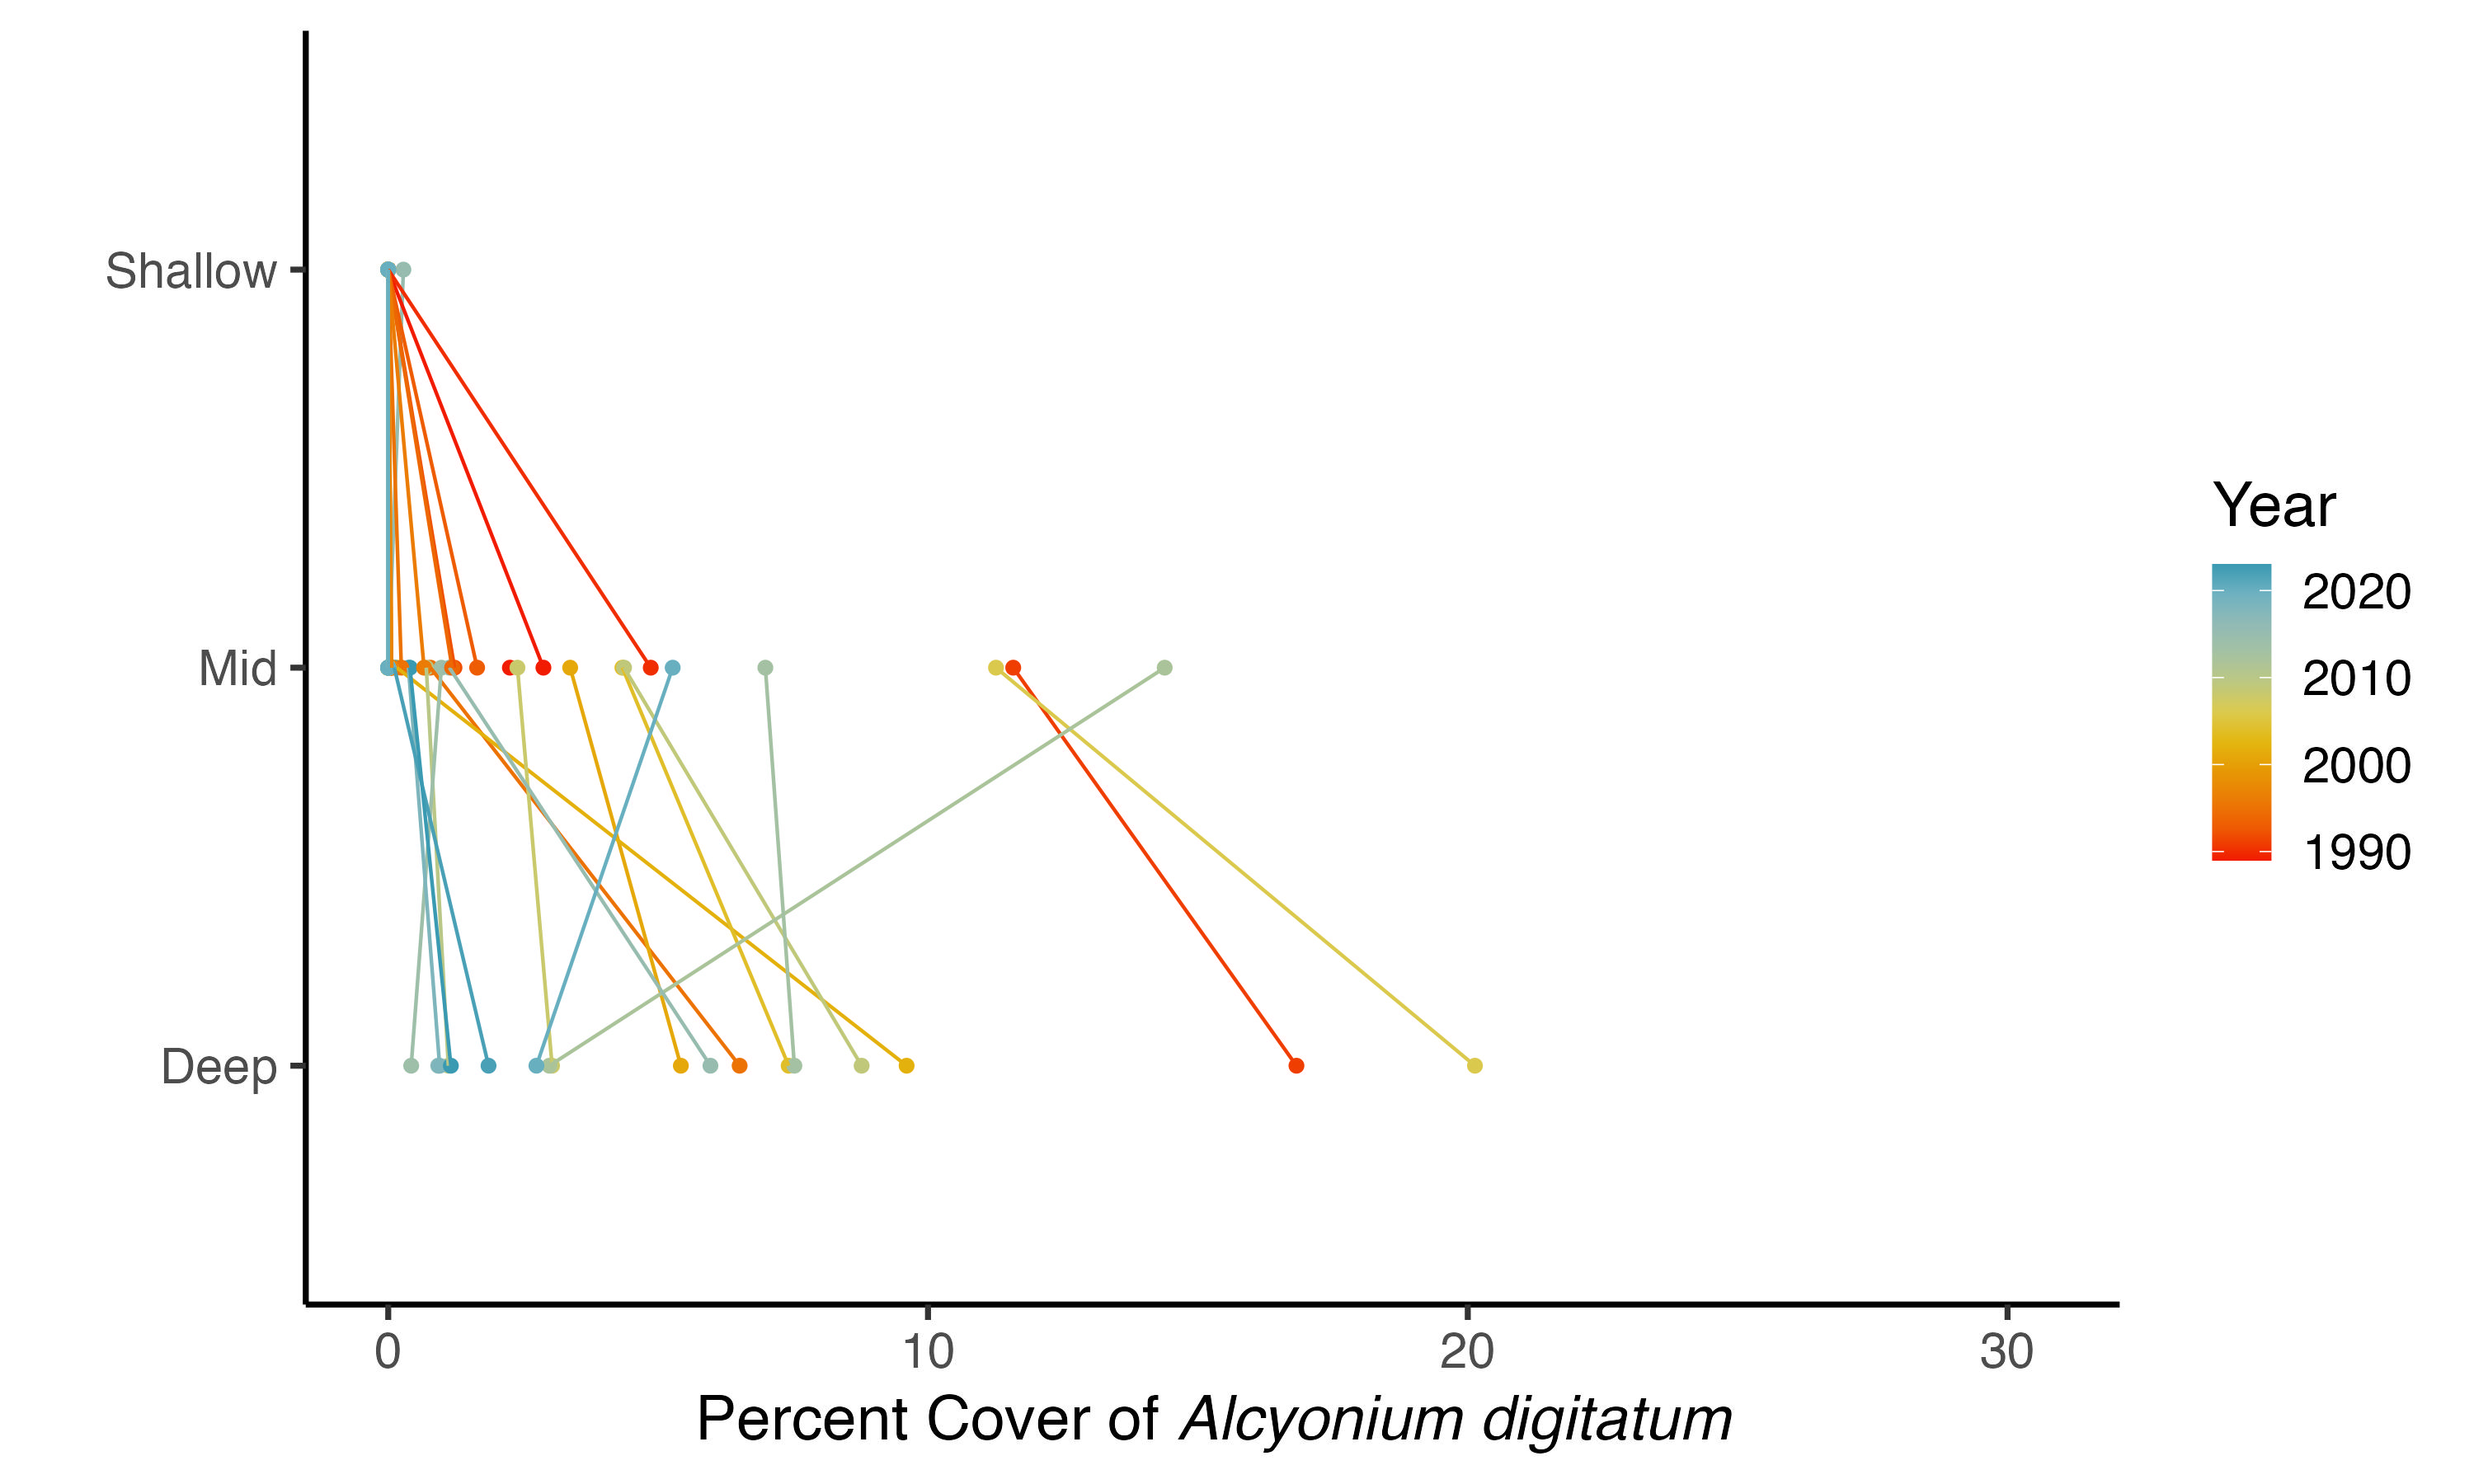 Shallow
Mid
Deep
0 10 20 30
Percent Cover of Alcyonium digitatum
Year
2020
2010
2000
1990